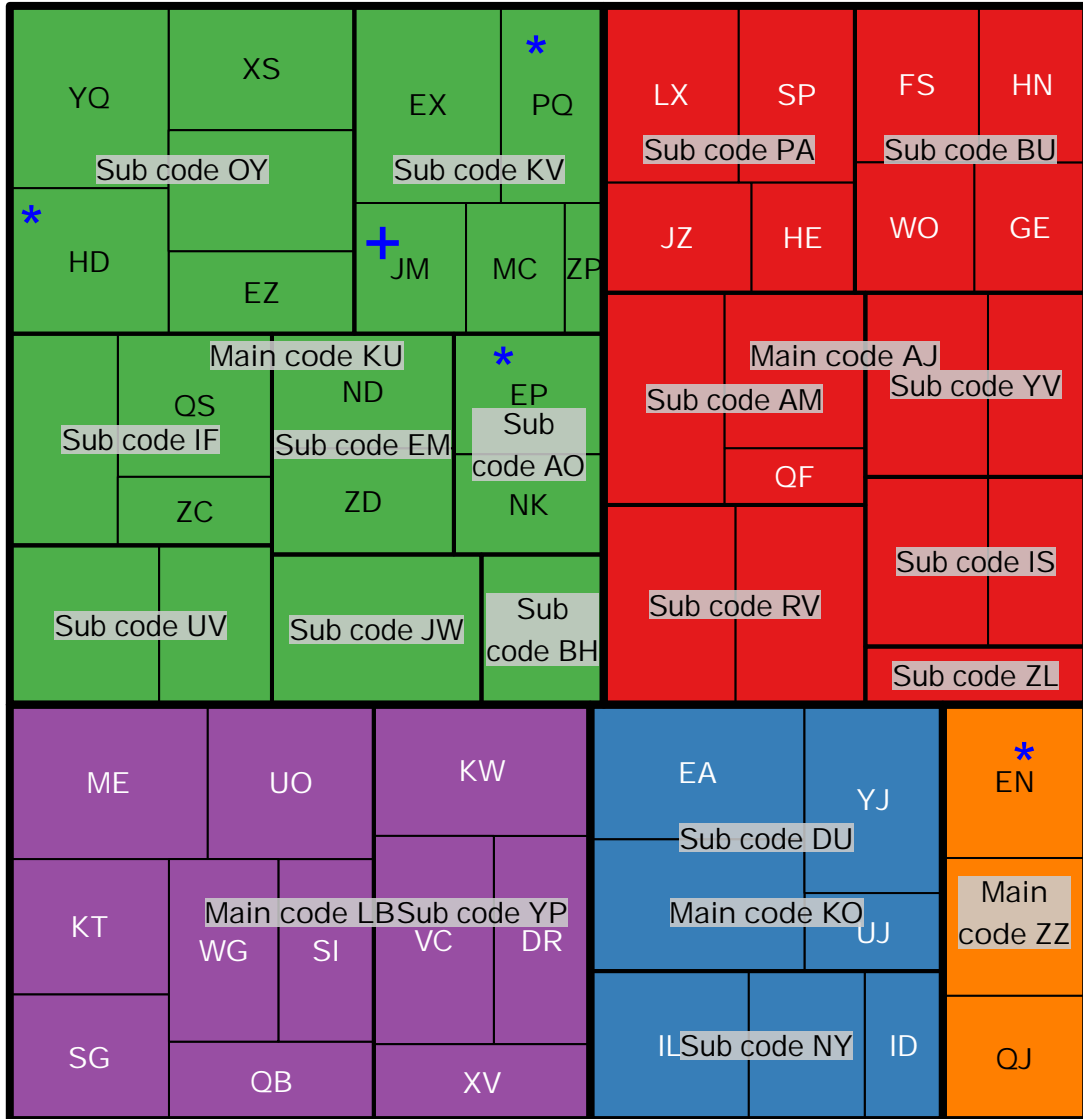 XS
YQ
EX
PQ
*
LX
SP
FS
HN
Sub code OY
Sub code KV
Sub code PA
Sub code BU
*
HD
EZ
+
JM
MC
ZP
JZ
HE
WO
GE
Main code KU
ND
*
EP
QS
Sub code IF
Sub code EM
Sub
code AO
ZC
ZD
NK
Main code AJ
Sub code AM
Sub code YV
QF
Sub code UV
Sub code JW
Sub
code BH
Sub code RV
Sub code IS
Sub code ZL
ME
UO
KW
EA
YJ
*
EN
Sub code DU
KT
WG
SI
Main code LB
Sub code YP
VC
DR
Main code KO
UJ
Main
code ZZ
SG
QB
XV
IL
Sub code NY
ID
QJ